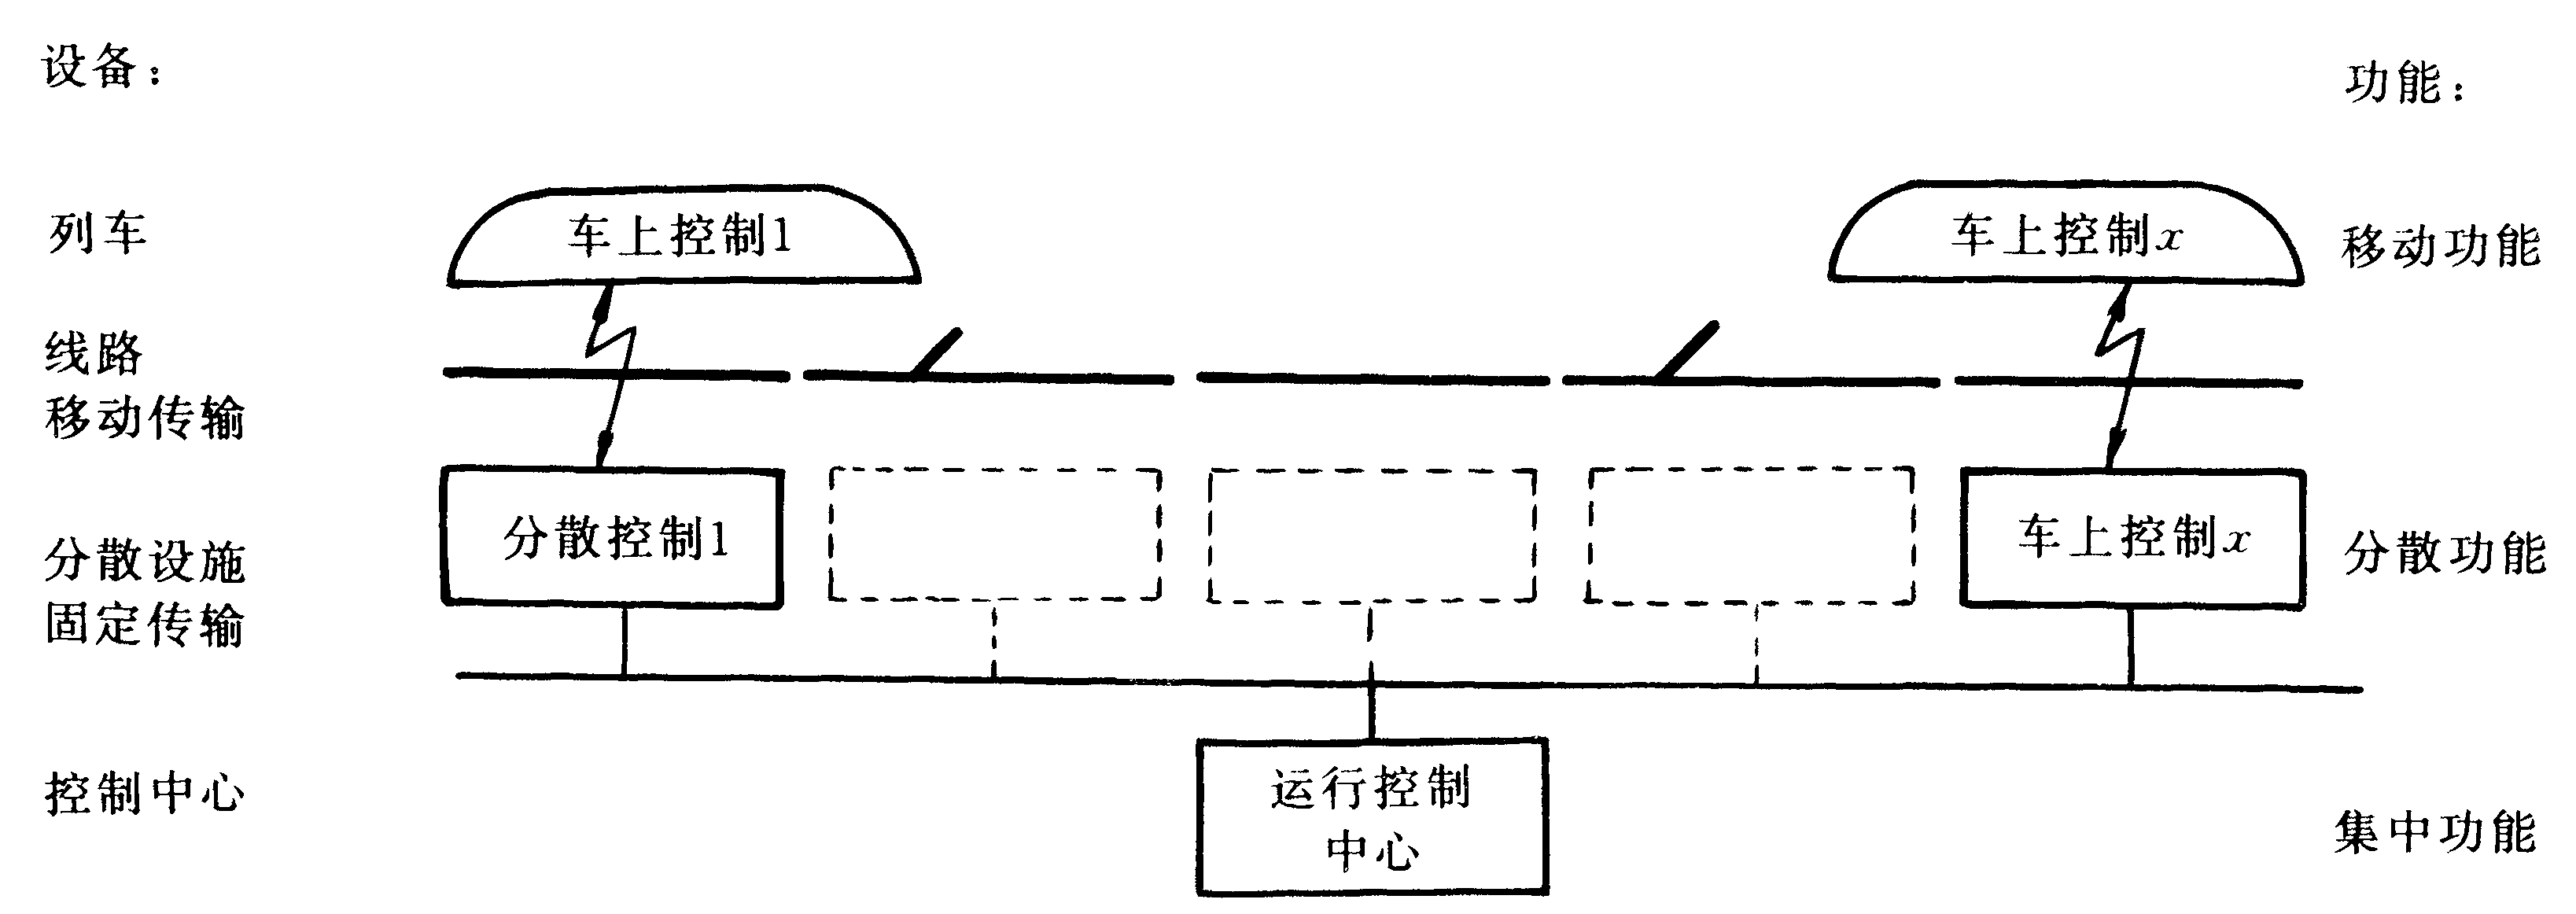 设备：
功能：
列车
车上控制1
车上控制x
移动功能
线路
移动传输
分散设施
分散控制1
车上控制x
分散功能
固定传输
控制中心
运行控制
中心
集中功能